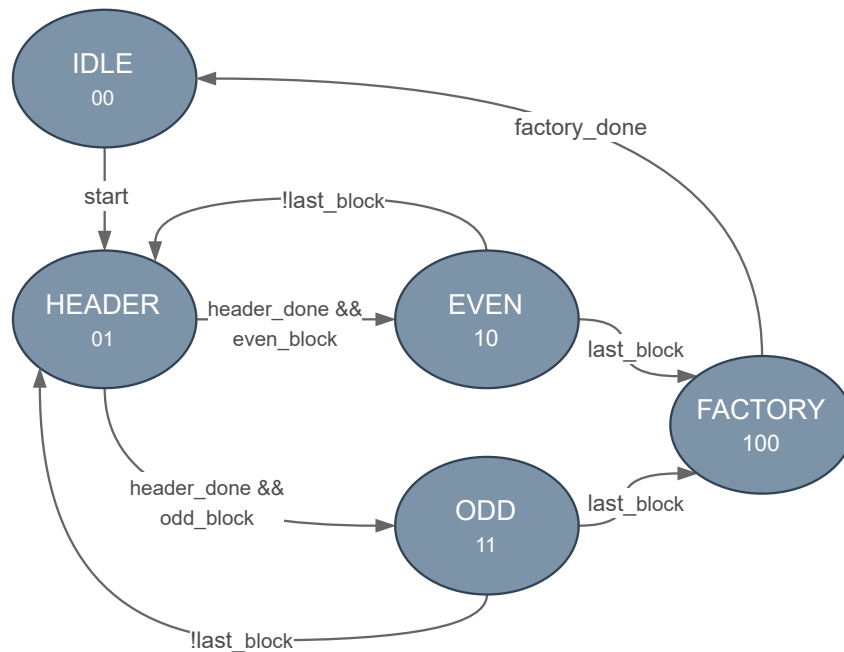 IDLE
00
factory_done
start
!last_block
HEADER
01
header_done &&
even_block
EVEN
10
last_block
FACTORY
100
header_done &&
odd_block
ODD
11
last_block
!last_block